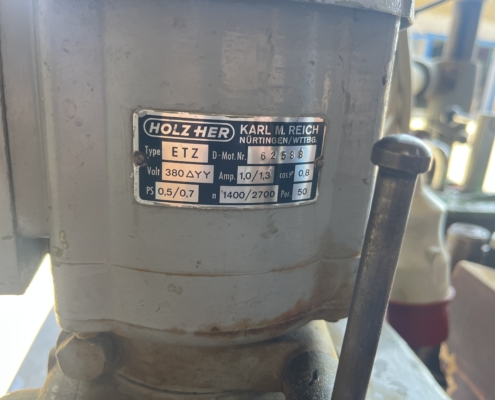 HOLZ HER KARL M. REICH
NÜRTINGEN/WTTBG.
Type ETZ D-Mot. Nr. 62588
Volt 380 Δ YY Amp. 1,0/1,3 cos.φ 0,8
PS 0,5/0,7 n 1400/2700 Per. 50